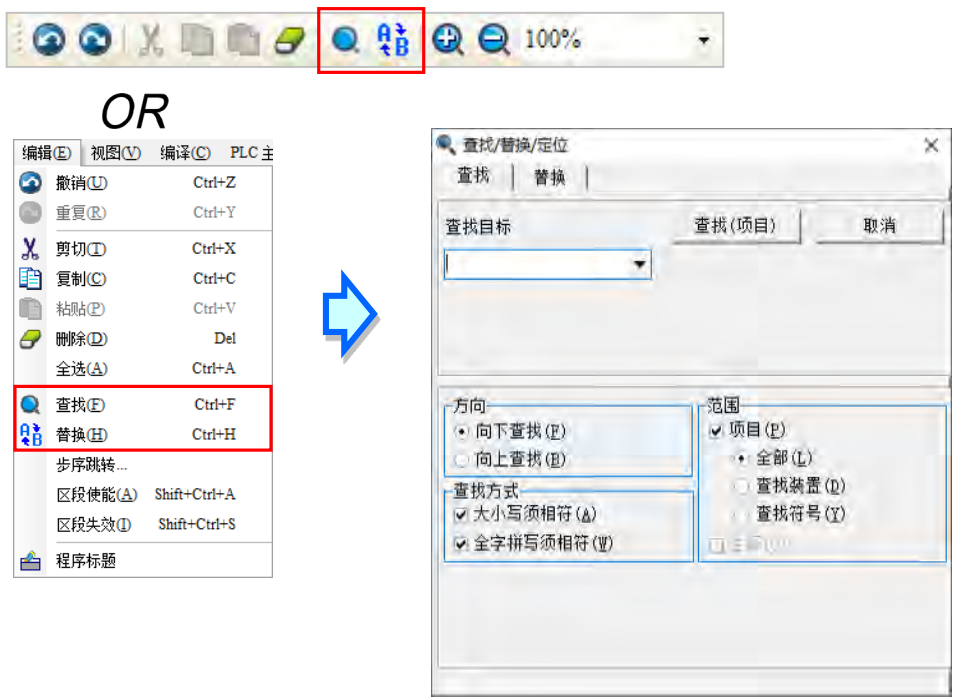 100%
OR
编辑(E) 视图(V) 编译(C) PLC 主
撤销(U) Ctrl+Z
重复(R) Ctrl+Y
剪切(T) Ctrl+X
复制(C) Ctrl+C
粘贴(P) Ctrl+V
删除(D) Del
全选(A) Ctrl+A
查找(F) Ctrl+F
替换(H) Ctrl+H
步序跳转...
区段使能(A) Shift+Ctrl+A
区段失效(I) Shift+Ctrl+S
程序标题
查找/替换/定位
查找 替换
查找目标 查找(项目) 取消
方向
向下查找(F)
向上查找(B)
查找方式
大小写须相符(A)
全字拼写须相符(W)
范围
项目(P)
全部(L)
查找装置(D)
查找符号(Y)